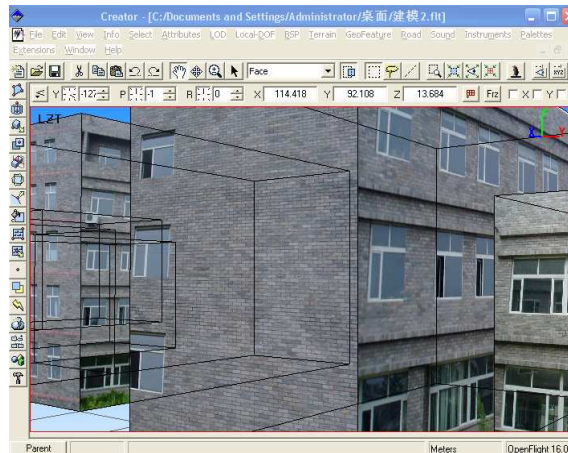 Creator - [C:/Documents and Settings/Administrator/桌面/建模2.flt]
File Edit View Info Select Attributes LOD Local-DOF BSP Terrain GeoFeature Road Sound Instruments Palettes
Extensions Window Help
Face
Y -127 P -1 R 0 X 114.418 Y 92.108 Z 13.684 Frz X Y
LZT
Parent Meters OpenFlight 16.0